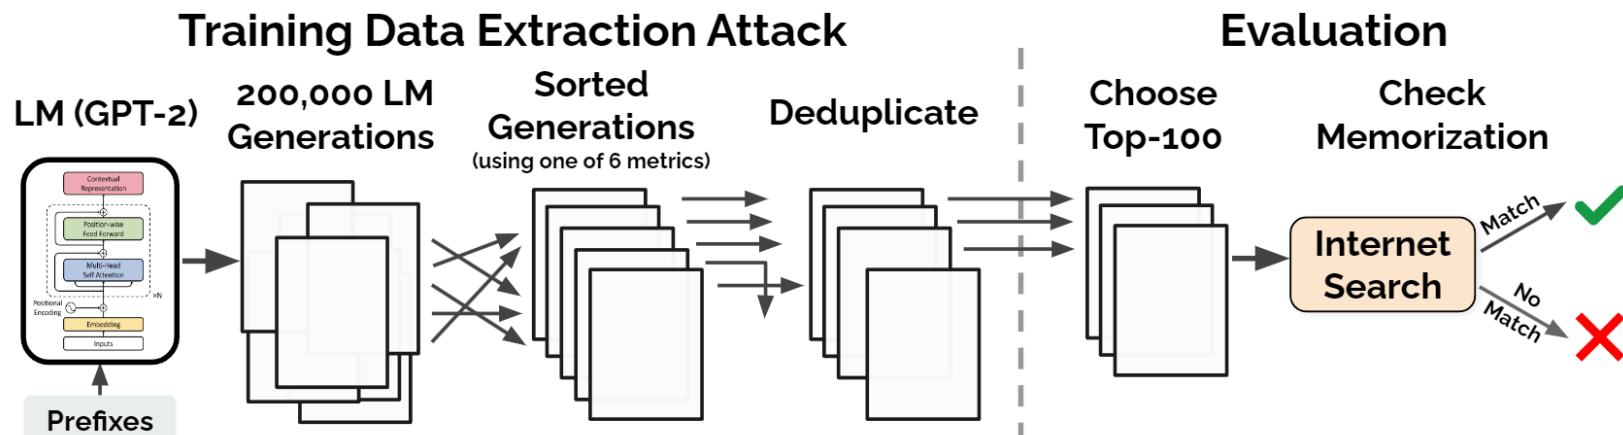 Training Data Extraction Attack
Evaluation
LM (GPT-2)
200,000 LM
Generations
Sorted
Generations
(using one of 6 metrics)
Deduplicate
Choose
Top-100
Check
Memorization
Contextual
Representation
Position-wise
Feed Forward
Multi-Head
Self Attention
×N
Positional
Encoding
Embedding
Inputs
Prefixes
Internet
Search
Match
No
Match